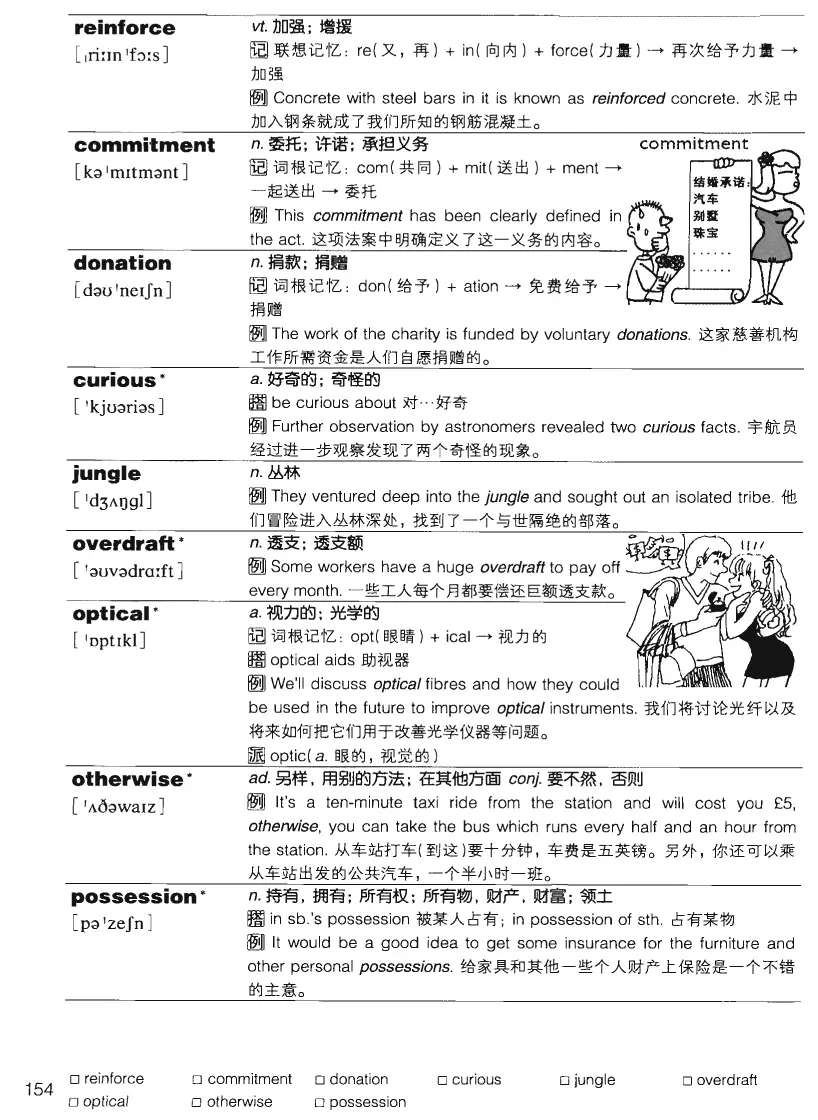 reinforce vt. 加强；增援
[ˌriːɪnˈfɔːs] 记 联想记忆：re(又，再) + in(向内) + force(力量) → 再次给予力量 →
加强
例 Concrete with steel bars in it is known as reinforced concrete. 水泥中
加入钢条就成了我们所知的钢筋混凝土。
commitment n. 委托；许诺；承担义务
[kəˈmɪtmənt] 记 词根记忆：com(共同) + mit(送出) + ment →
一起送出 → 委托
例 This commitment has been clearly defined in
the act. 这项法案中明确定义了这一义务的内容。
commitment
结婚承诺：
汽车
别墅
珠宝
······
······
donation n. 捐款；捐赠
[dəʊˈneɪʃn] 记 词根记忆：don(给予) + ation → 免费给予 →
捐赠
例 The work of the charity is funded by voluntary donations. 这家慈善机构
工作所需资金是人们自愿捐赠的。
curious* a. 好奇的；奇怪的
[ˈkjʊəriəs] 搭 be curious about 对…好奇
例 Further observation by astronomers revealed two curious facts. 宇航员
经过进一步观察发现了两个奇怪的现象。
jungle n. 丛林
[ˈdʒʌŋgl] 例 They ventured deep into the jungle and sought out an isolated tribe. 他
们冒险进入丛林深处，找到了一个与世隔绝的部落。
overdraft* n. 透支；透支额
[ˈəʊvədrɑːft] 例 Some workers have a huge overdraft to pay off
every month. 一些工人每个月都要偿还巨额透支款。
optical* a. 视力的；光学的
[ˈɒptɪkl] 记 词根记忆：opt(眼睛) + ical → 视力的
搭 optical aids 助视器
例 We'll discuss optical fibres and how they could
be used in the future to improve optical instruments. 我们将讨论光纤以及
将来如何把它们用于改善光学仪器等问题。
派 optic(a. 眼的，视觉的)
otherwise* ad. 另样，用别的方法；在其他方面 conj. 要不然，否则
[ˈʌðəwaɪz] 例 It's a ten-minute taxi ride from the station and will cost you £5,
otherwise, you can take the bus which runs every half and an hour from
the station. 从车站打车(到这)要十分钟，车费是五英镑。另外，你还可以乘
从车站出发的公共汽车，一个半小时一班。
possession* n. 持有，拥有；所有权；所有物，财产，财富；领土
[pəˈzeʃn] 搭 in sb.'s possession 被某人占有；in possession of sth. 占有某物
例 It would be a good idea to get some insurance for the furniture and
other personal possessions. 给家具和其他一些个人财产上保险是一个不错
的主意。
154 □ reinforce □ commitment □ donation □ curious □ jungle □ overdraft
□ optical □ otherwise □ possession